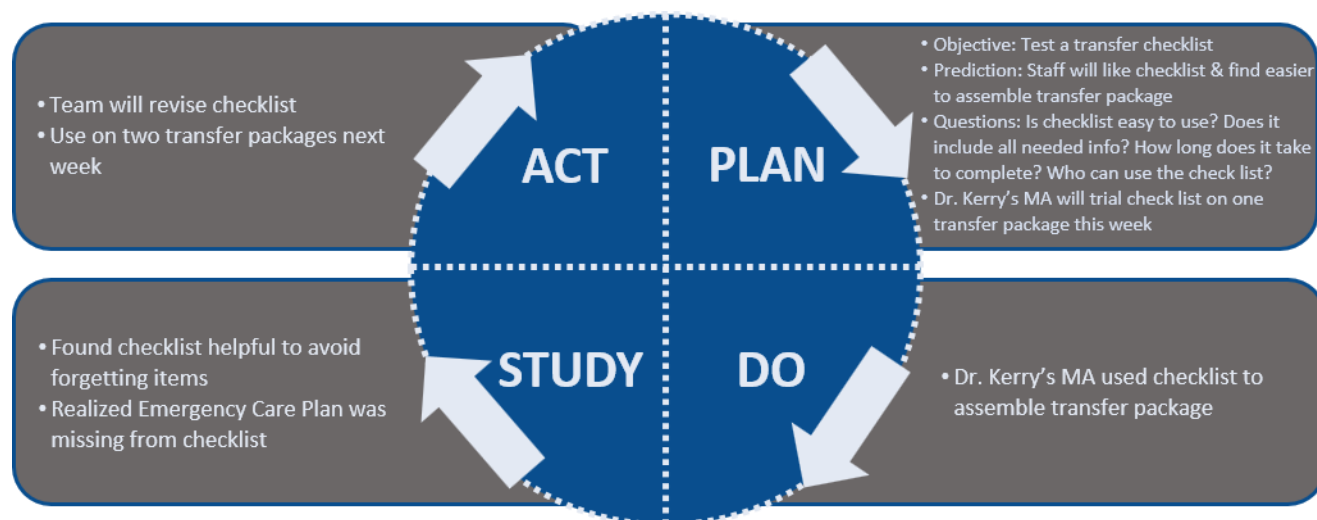 • Team will revise checklist
• Use on two transfer packages next
week
ACT
PLAN
• Objective: Test a transfer checklist
• Prediction: Staff will like checklist & find easier
to assemble transfer package
• Questions: Is checklist easy to use? Does it
include all needed info? How long does it take
to complete? Who can use the check list?
• Dr. Kerry's MA will trial check list on one
transfer package this week
• Found checklist helpful to avoid
forgetting items
• Realized Emergency Care Plan was
missing from checklist
STUDY
DO
• Dr. Kerry's MA used checklist to
assemble transfer package